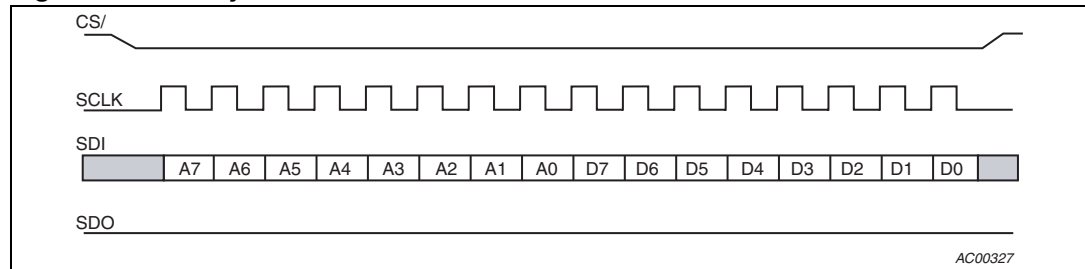 CS/
SCLK
SDI
A7 A6 A5 A4 A3 A2 A1 A0 D7 D6 D5 D4 D3 D2 D1 D0
SDO
AC00327